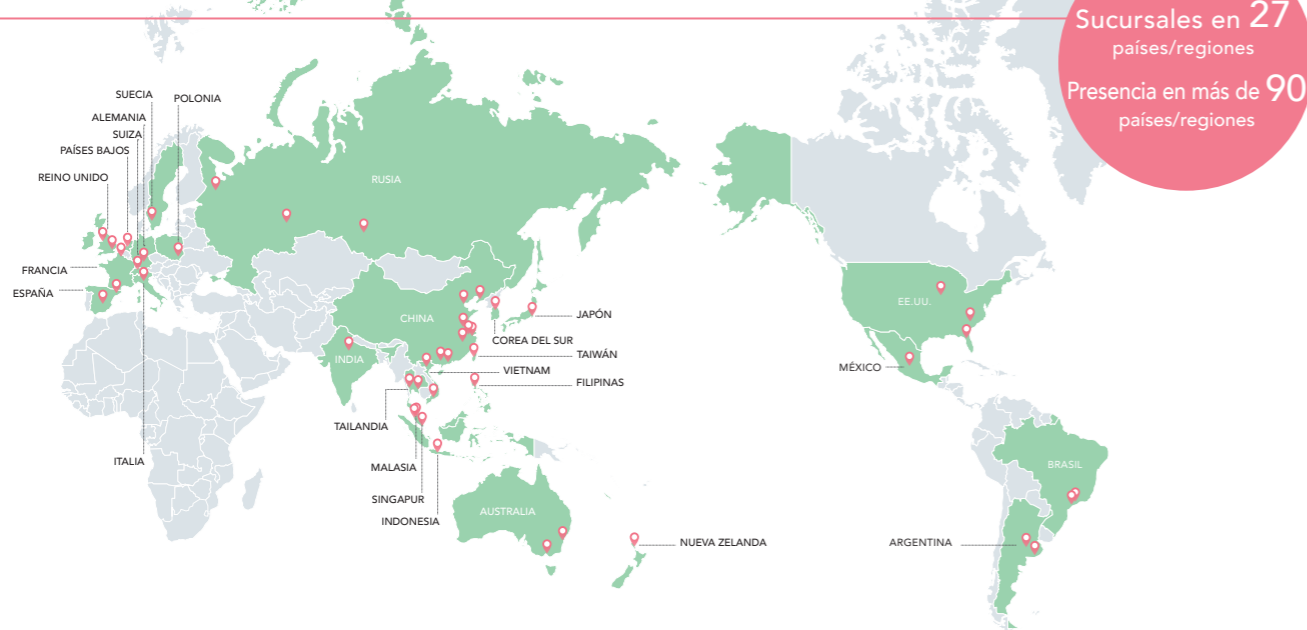 Sucursales en 27
países/regiones
Presencia en más de 90
países/regiones
SUECIA
POLONIA
ALEMANIA
SUIZA
PAÍSES BAJOS
REINO UNIDO
RUSIA
FRANCIA
ESPAÑA
CHINA
JAPÓN
COREA DEL SUR
TAIWÁN
INDIA
VIETNAM
FILIPINAS
TAILANDIA
ITALIA
MALASIA
SINGAPUR
INDONESIA
AUSTRALIA
NUEVA ZELANDA
EE.UU.
MÉXICO
BRASIL
ARGENTINA